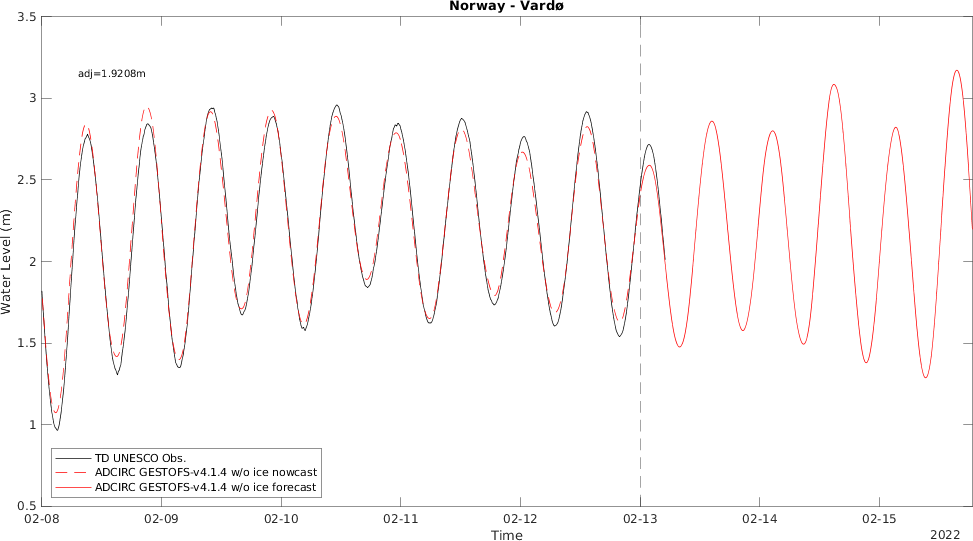 Norway - Vardø
3.5
adj=1.9208m
3
2.5
2
1.5
1
0.5
Water Level (m)
TD UNESCO Obs.
ADCIRC GESTOFS-v4.1.4 w/o ice nowcast
ADCIRC GESTOFS-v4.1.4 w/o ice forecast
02-08 02-09 02-10 02-11 02-12 02-13 02-14 02-15
Time
2022